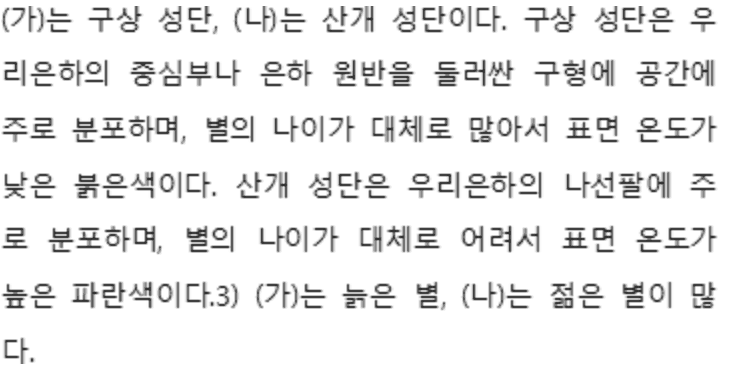 (가)는 구상 성단, (나)는 산개 성단이다. 구상 성단은 우
리은하의 중심부나 은하 원반을 둘러싼 구형에 공간에
주로 분포하며, 별의 나이가 대체로 많아서 표면 온도가
낮은 붉은색이다. 산개 성단은 우리은하의 나선팔에 주
로 분포하며, 별의 나이가 대체로 어려서 표면 온도가
높은 파란색이다.3) (가)는 늙은 별, (나)는 젊은 별이 많
다.